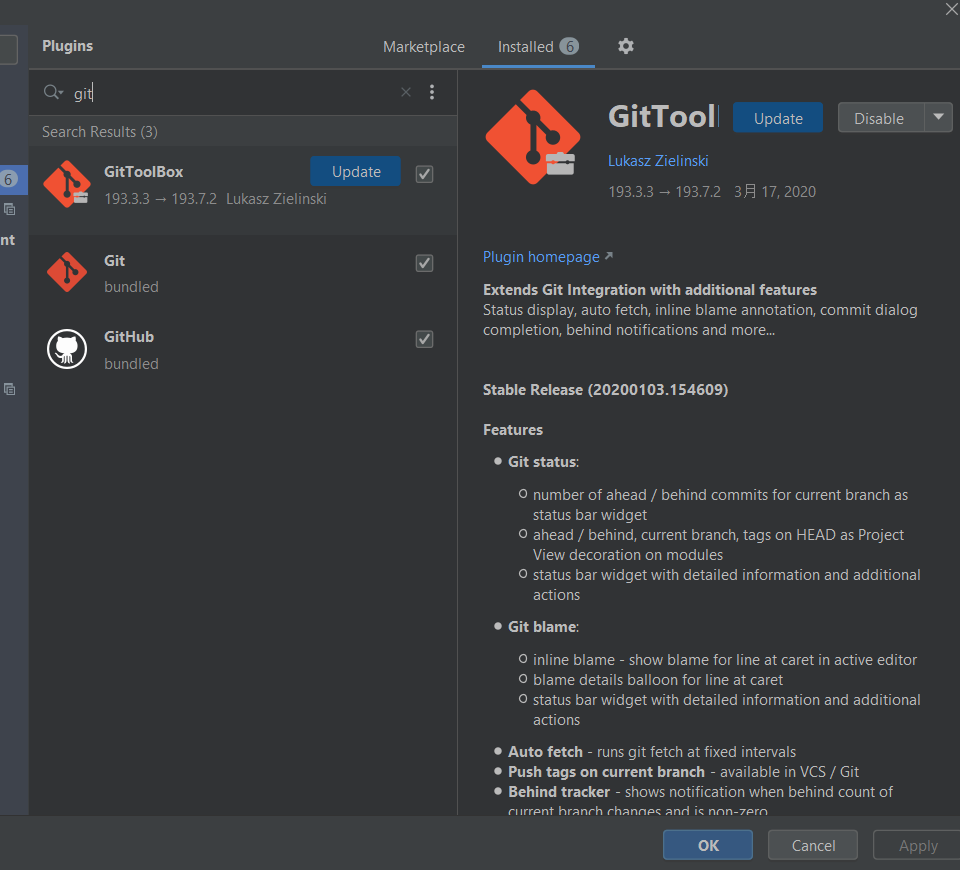 Plugins
Marketplace
Installed 6
git
Search Results (3)
GitToolBox
Update
193.3.3 → 193.7.2 Lukasz Zielinski
Git
bundled
GitHub
bundled
6
nt
GitTool
Update
Disable
Lukasz Zielinski
193.3.3 → 193.7.2 3月 17, 2020
Plugin homepage
Extends Git Integration with additional features
Status display, auto fetch, inline blame annotation, commit dialog
completion, behind notifications and more...
Stable Release (20200103.154609)
Features
Git status:
number of ahead / behind commits for current branch as
status bar widget
ahead / behind, current branch, tags on HEAD as Project
View decoration on modules
status bar widget with detailed information and additional
actions
Git blame:
inline blame - show blame for line at caret in active editor
blame details balloon for line at caret
status bar widget with detailed information and additional
actions
Auto fetch - runs git fetch at fixed intervals
Push tags on current branch - available in VCS / Git
Behind tracker - shows notification when behind count of
current branch changes and is non-zero
OK
Cancel
Apply